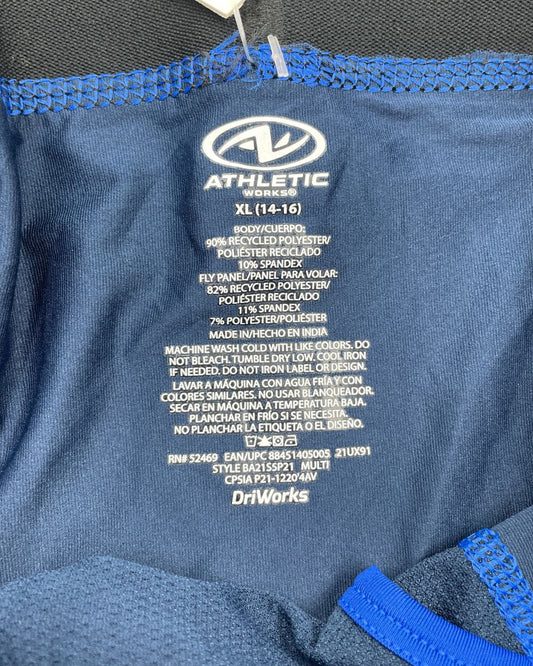 ATHLETIC
WORKS®
XL (14-16)
BODY/CUERPO:
90% RECYCLED POLYESTER/
POLIÉSTER RECICLADO
10% SPANDEX
FLY PANEL/PANEL PARA VOLAR:
82% RECYCLED POLYESTER/
POLIÉSTER RECICLADO
11% SPANDEX
7% POLYESTER/POLIÉSTER
MADE IN/HECHO EN INDIA
MACHINE WASH COLD WITH LIKE COLORS. DO
NOT BLEACH. TUMBLE DRY LOW. COOL IRON
IF NEEDED. DO NOT IRON LABEL OR DESIGN.
LAVAR A MÁQUINA CON AGUA FRÍA Y CON
COLORES SIMILARES. NO USAR BLANQUEADOR.
SECAR EN MÁQUINA A TEMPERATURA BAJA.
PLANCHAR EN FRÍO SI SE NECESITA.
NO PLANCHAR LA ETIQUETA O EL DISEÑO.
RN# 52469 EAN/UPC 88451405005 21UX91
STYLE BA21SSP21 MULTI
CPSIA P21-1220'4AV
DriWorks